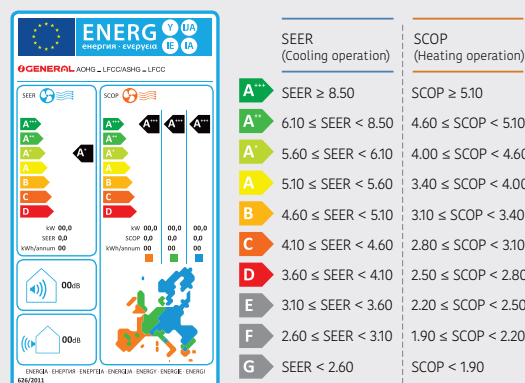 ENERG Y UA
енергия · ενεργεια IE IA
GENERAL AOHG _ LFCC/ASHG _ LFCC
SEER
SCOP
A+++
A++
A+
A
B
C
D
A+
A+++
A++
A+
A
B
C
D
A+++ A+++ A+++
kW 00,0
SEER 0,0
kWh/annum 00
kW 00,0 00,0 00,0
SCOP 0,0 0,0 0,0
kWh/annum 00 00 00
00dB
00dB
ENERGIA · ЕНЕРГИЯ · ΕΝΕΡΓΕΙΑ · ENERGIJA · ENERGY · ENERGIE · ENERGI
626/2011
SEER
(Cooling operation)
SCOP
(Heating operation)
A+++ SEER ≥ 8.50 SCOP ≥ 5.10
A++ 6.10 ≤ SEER < 8.50 4.60 ≤ SCOP < 5.10
A+ 5.60 ≤ SEER < 6.10 4.00 ≤ SCOP < 4.60
A 5.10 ≤ SEER < 5.60 3.40 ≤ SCOP < 4.00
B 4.60 ≤ SEER < 5.10 3.10 ≤ SCOP < 3.40
C 4.10 ≤ SEER < 4.60 2.80 ≤ SCOP < 3.10
D 3.60 ≤ SEER < 4.10 2.50 ≤ SCOP < 2.80
E 3.10 ≤ SEER < 3.60 2.20 ≤ SCOP < 2.50
F 2.60 ≤ SEER < 3.10 1.90 ≤ SCOP < 2.20
G SEER < 2.60 SCOP < 1.90